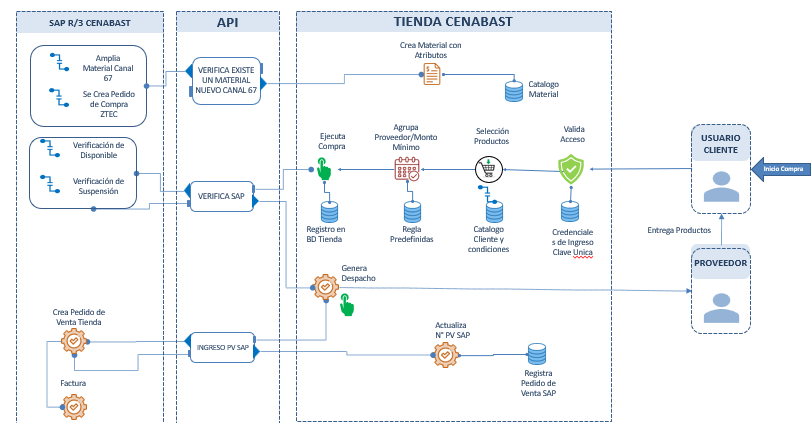 SAP R/3 CENABAST
API
TIENDA CENABAST
Amplia
Material Canal
67
Se Crea Pedido
de Compra
ZTEC
Verificación de
Disponible
Verificación de
Suspensión
Crea Pedido de
Venta Tienda
Factura
VERIFICA EXISTE
UN MATERIAL
NUEVO CANAL 67
VERIFICA SAP
INGRESO PV SAP
Crea Material con
Atributos
Catalogo
Material
Ejecuta
Compra
Agrupa
Proveedor/Monto
Mínimo
Selección
Productos
Valida
Acceso
Registro en
BD Tienda
Regla
Predefinidas
Catalogo
Cliente y
condiciones
Credenciale
s de Ingreso
Clave Unica
Genera
Despacho
Actualiza
N° PV SAP
Registra
Pedido de
Venta SAP
USUARIO
CLIENTE
Inicio Compra
Entrega Productos
PROVEEDOR